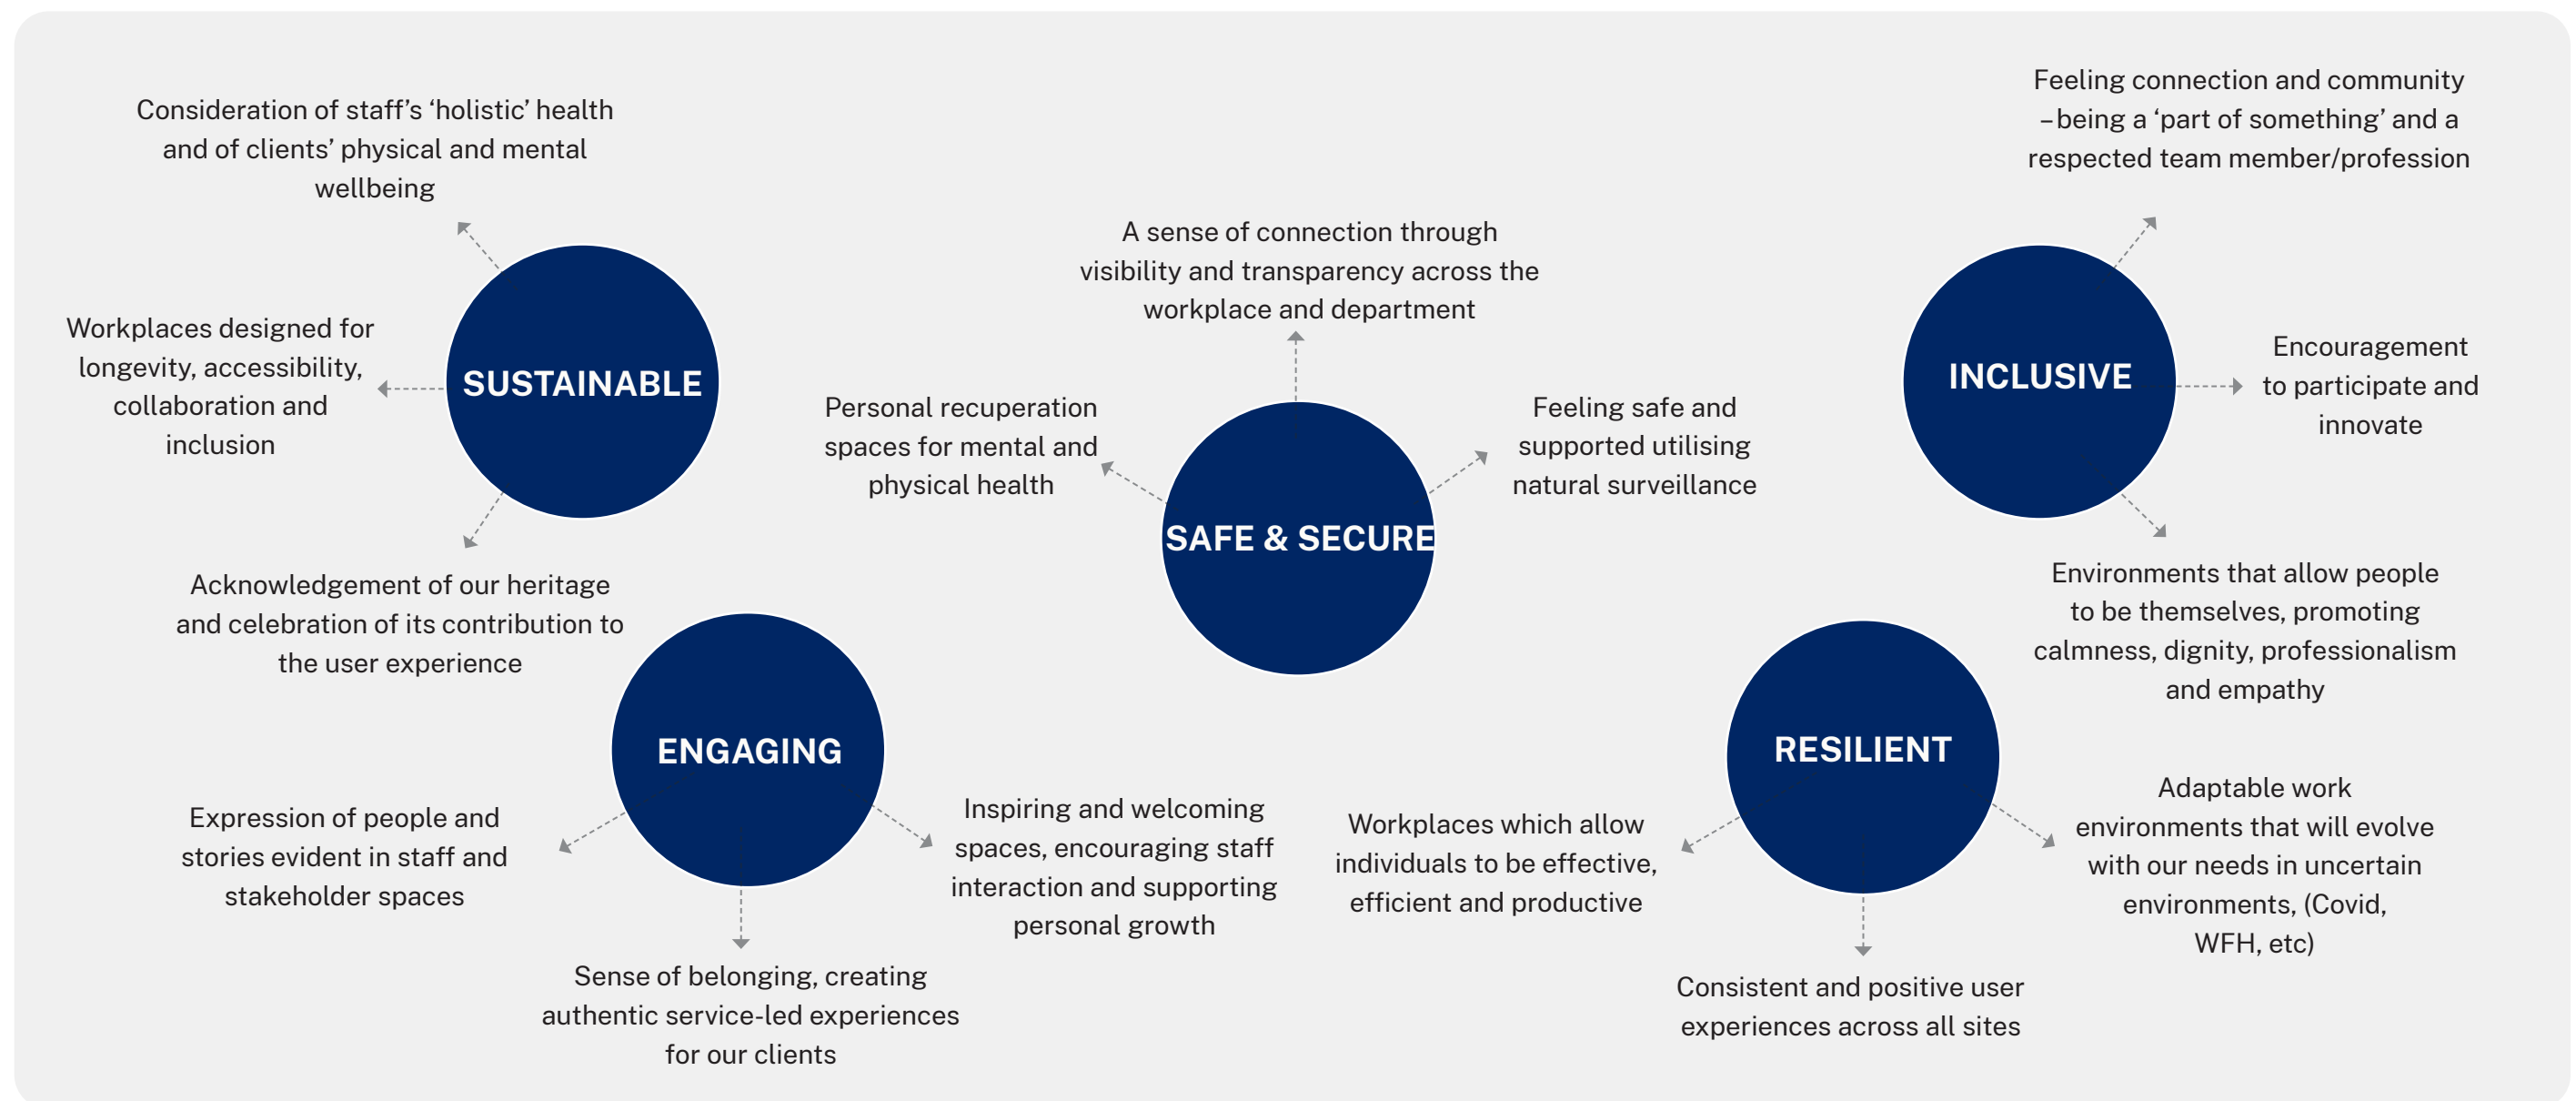 Consideration of staff’s ‘holistic’ health
and of clients’ physical and mental
wellbeing
Workplaces designed for
longevity, accessibility,
collaboration and
inclusion
SUSTAINABLE
Acknowledgement of our heritage
and celebration of its contribution to
the user experience
A sense of connection through
visibility and transparency across the
workplace and department
Personal recuperation
spaces for mental and
physical health
Feeling safe and
supported utilising
natural surveillance
SAFE & SECURE
Feeling connection and community
– being a ‘part of something’ and a
respected team member/profession
INCLUSIVE
Encouragement
to participate and
innovate
Environments that allow people
to be themselves, promoting
calmness, dignity, professionalism
and empathy
ENGAGING
Expression of people and
stories evident in staff and
stakeholder spaces
Inspiring and welcoming
spaces, encouraging staff
interaction and supporting
personal growth
Sense of belonging, creating
authentic service-led experiences
for our clients
RESILIENT
Workplaces which allow
individuals to be effective,
efficient and productive
Adaptable work
environments that will evolve
with our needs in uncertain
environments, (Covid,
WFH, etc)
Consistent and positive user
experiences across all sites